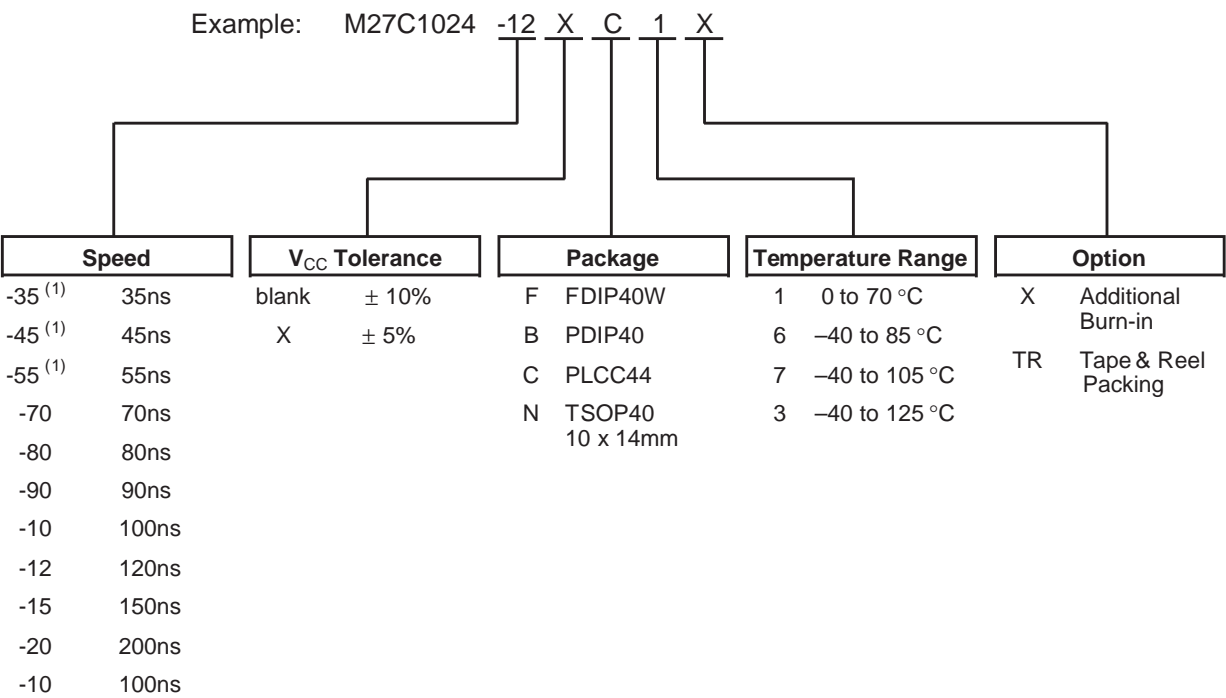 Example: M27C1024 -12 X C 1 X
Speed VCC Tolerance Package Temperature Range Option
-35 (1) 35ns blank ± 10% F FDIP40W 1 0 to 70 °C X Additional
Burn-in
-45 (1) 45ns X ± 5% B PDIP40 6 –40 to 85 °C
-55 (1) 55ns C PLCC44 7 –40 to 105 °C TR Tape & Reel
Packing
-70 70ns N TSOP40 3 –40 to 125 °C
10 x 14mm
-80 80ns
-90 90ns
-10 100ns
-12 120ns
-15 150ns
-20 200ns
-10 100ns